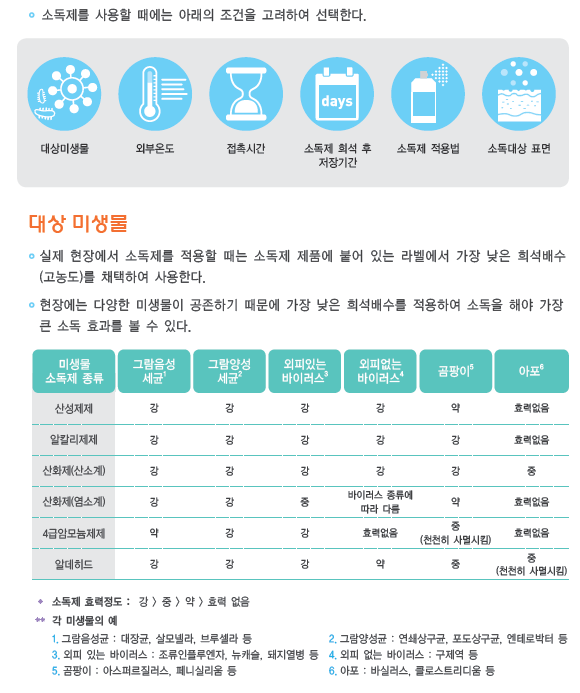 소독제를 사용할 때에는 아래의 조건을 고려하여 선택한다.
days
대상미생물 외부온도 접촉시간 소독제 희석 후 소독제 적용법 소독대상 표면
저장기간
대상 미생물
실제 현장에서 소독제를 적용할 때는 소독제 제품에 붙어 있는 라벨에서 가장 낮은 희석배수
(고농도)를 채택하여 사용한다.
현장에는 다양한 미생물이 공존하기 때문에 가장 낮은 희석배수를 적용하여 소독을 해야 가장
큰 소독 효과를 볼 수 있다.
미생물 그람음성 그람양성 외피있는 외피없는 곰팡이5 아포6
소독제 종류 세균1 세균2 바이러스3 바이러스4
산성제제 강 강 강 강 약 효력없음
알칼리제제 강 강 강 강 강 효력없음
산화제(산소계) 강 강 강 강 강 중
산화제(염소계) 강 강 중 바이러스 종류에 약 효력없음
따라 다름
4급암모늄제제 약 강 강 효력없음 중 효력없음
(천천히 사멸시킴)
알데히드 강 강 강 약 중 중
(천천히 사멸시킴)
* 소독제 효력정도 : 강 > 중 > 약 > 효력 없음
** 각 미생물의 예
1. 그람음성균 : 대장균, 살모넬라, 브루셀라 등 2. 그람양성균 : 연쇄상구균, 포도상구균, 엔테로박터 등
3. 외피 있는 바이러스 : 조류인플루엔자, 뉴캐슬, 돼지열병 등 4. 외피 없는 바이러스 : 구제역 등
5. 곰팡이 : 아스퍼르질러스, 페니실리움 등 6. 아포 : 바실러스, 클로스트리디움 등